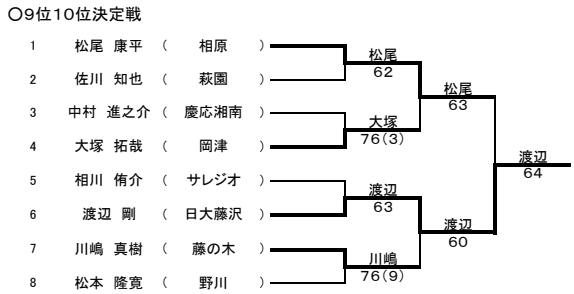 〇9位10位決定戦
1 松尾 康平 ( 相原 )
2 佐川 知也 ( 萩園 )
3 中村 進之介 ( 慶応湘南 )
4 大塚 拓哉 ( 岡津 )
5 相川 侑介 ( サレジオ )
6 渡辺 剛 ( 日大藤沢 )
7 川嶋 真樹 ( 藤の木 )
8 松本 隆寛 ( 野川 )
松尾
62
大塚
76(3)
渡辺
63
川嶋
76(9)
松尾
63
渡辺
60
渡辺
64